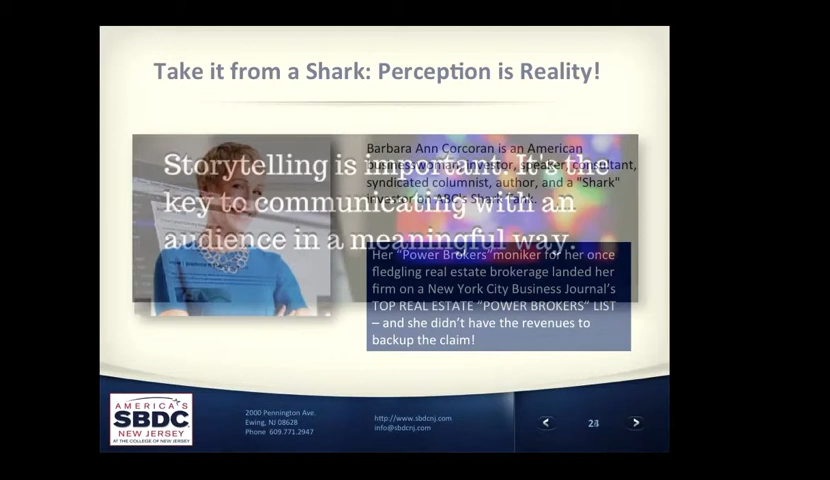 Take it from a Shark: Perception is Reality!
Storytelling is important. It's the
key to communicating with an
audience in a meaningful way.
Barbara Ann Corcoran is an American
businesswoman, investor, speaker, consultant,
syndicated columnist, author, and a "Shark"
investor on ABC's Shark Tank.
Her “Power Brokers”moniker for her once
fledgling real estate brokerage landed her
firm on a New York City Business Journal’s
TOP REAL ESTATE “POWER BROKERS” LIST
– and she didn’t have the revenues to
backup the claim!
AMERICA'S
SBDC
NEW JERSEY
AT THE COLLEGE OF NEW JERSEY
2000 Pennington Ave.
Ewing, NJ 08628
Phone 609.771.2947
http://www.sbdcnj.com
info@sbdcnj.com